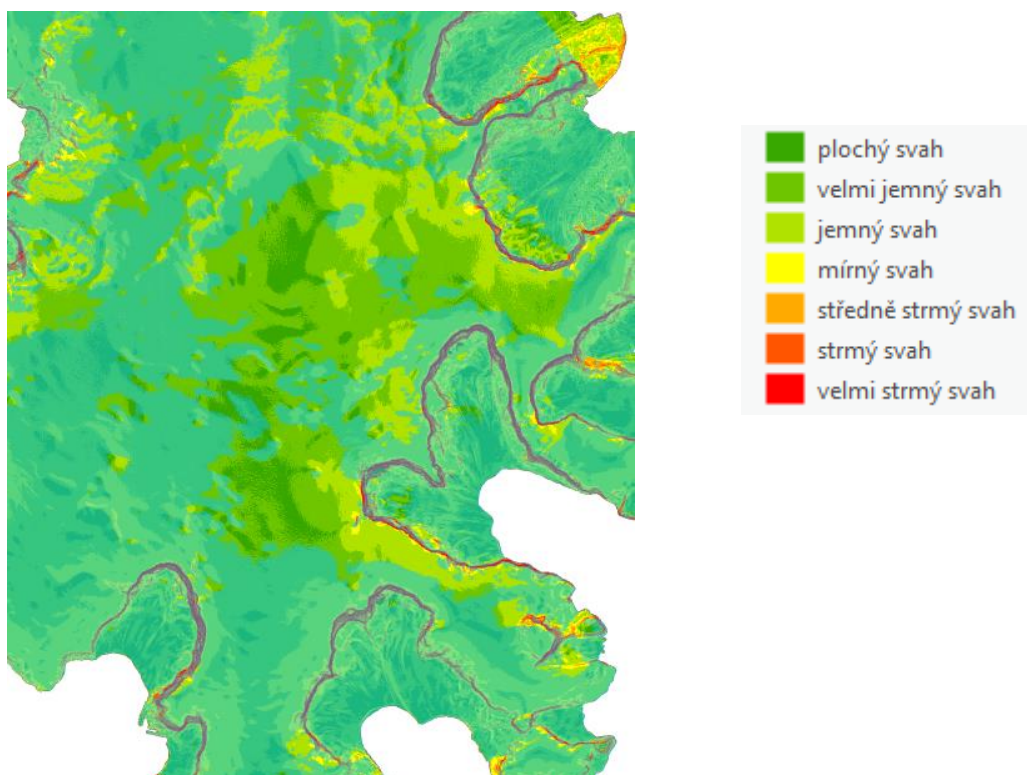 plochý svah
velmi jemný svah
jemný svah
mírný svah
středně strmý svah
strmý svah
velmi strmý svah